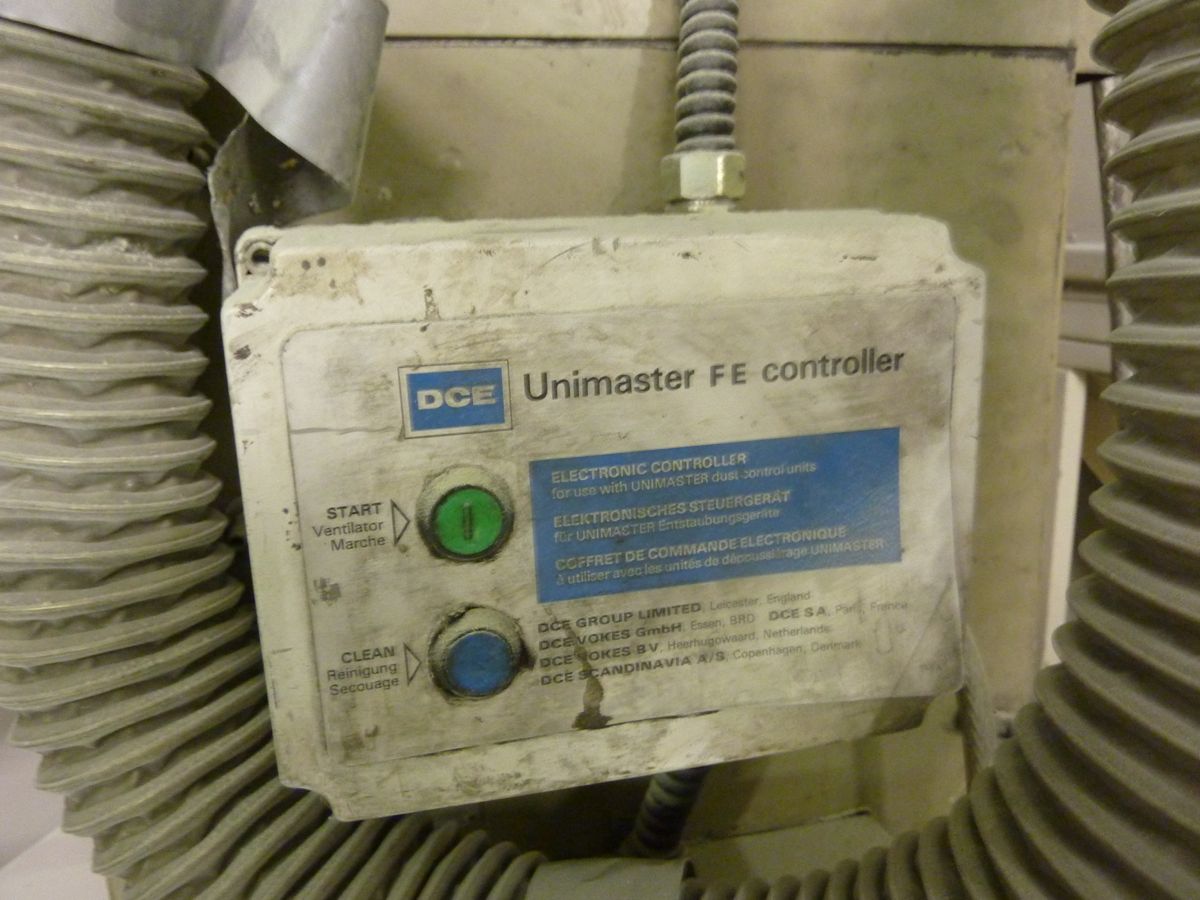 DCE
Unimaster FE controller
ELECTRONIC CONTROLLER
for use with UNIMASTER dust control units
ELEKTRONISCHES STEUERGERÄT
für UNIMASTER Entstaubungsgeräte
COFFRET DE COMMANDE ELECTRONIQUE
à utiliser avec les unités de dépoussiérage UNIMASTER
START
Ventilator
Marche
CLEAN
Reinigung
Secouage
DCE GROUP LIMITED, Leicester, England
DCE VOKES GmbH, Essen, BRD DCE SA, Paris, France
DCE VOKES BV, Heerhugowaard, Netherlands
DCE SCANDINAVIA A/S, Copenhagen, Denmark